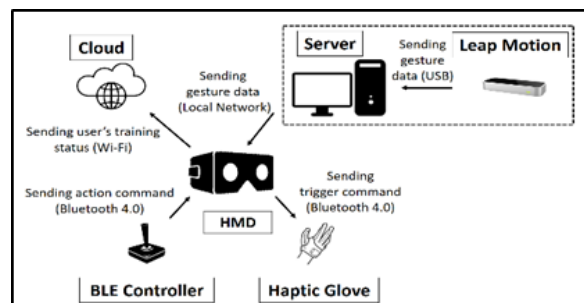 Cloud
Server
Sending
gesture
data (USB)
Leap Motion
Sending
gesture data
(Local Network)
Sending user's training
status (Wi-Fi)
Sending action command
(Bluetooth 4.0)
HMD
Sending
trigger command
(Bluetooth 4.0)
BLE Controller
Haptic Glove